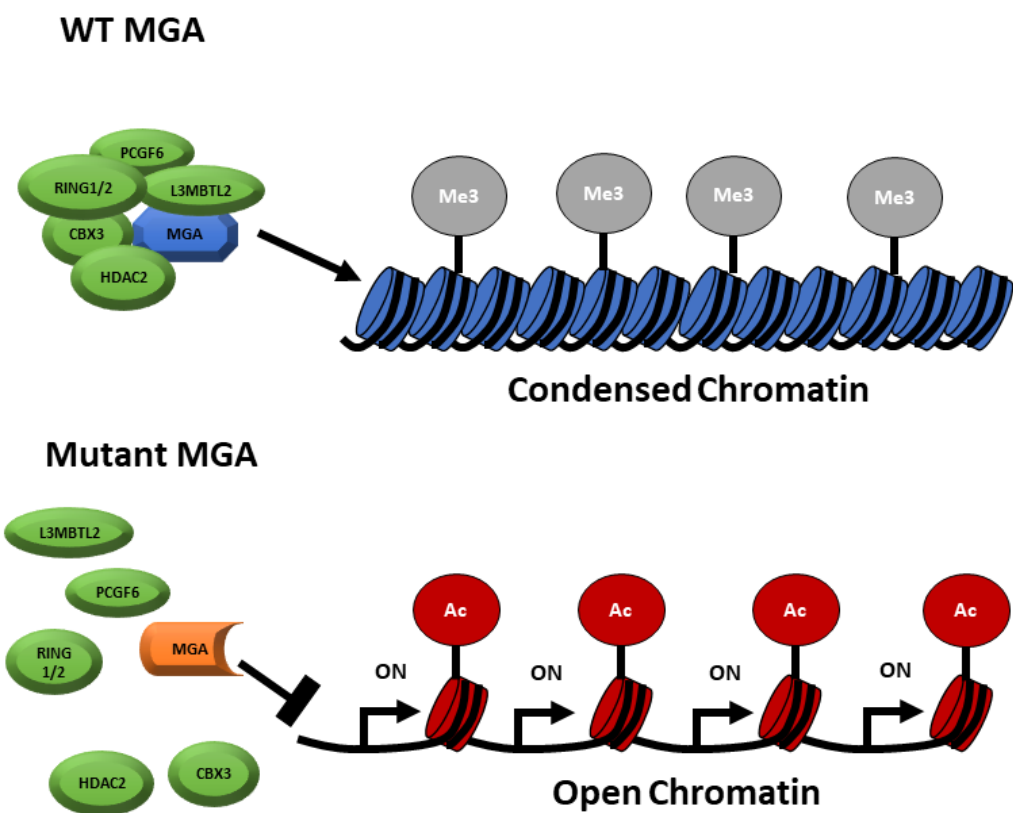 WT MGA
PCGF6
RING1/2
L3MBTL2
CBX3
MGA
HDAC2
Me3
Me3
Me3
Me3
Condensed Chromatin
Mutant MGA
L3MBTL2
PCGF6
RING
1/2
MGA
HDAC2
CBX3
Ac
Ac
Ac
Ac
ON
ON
ON
ON
Open Chromatin